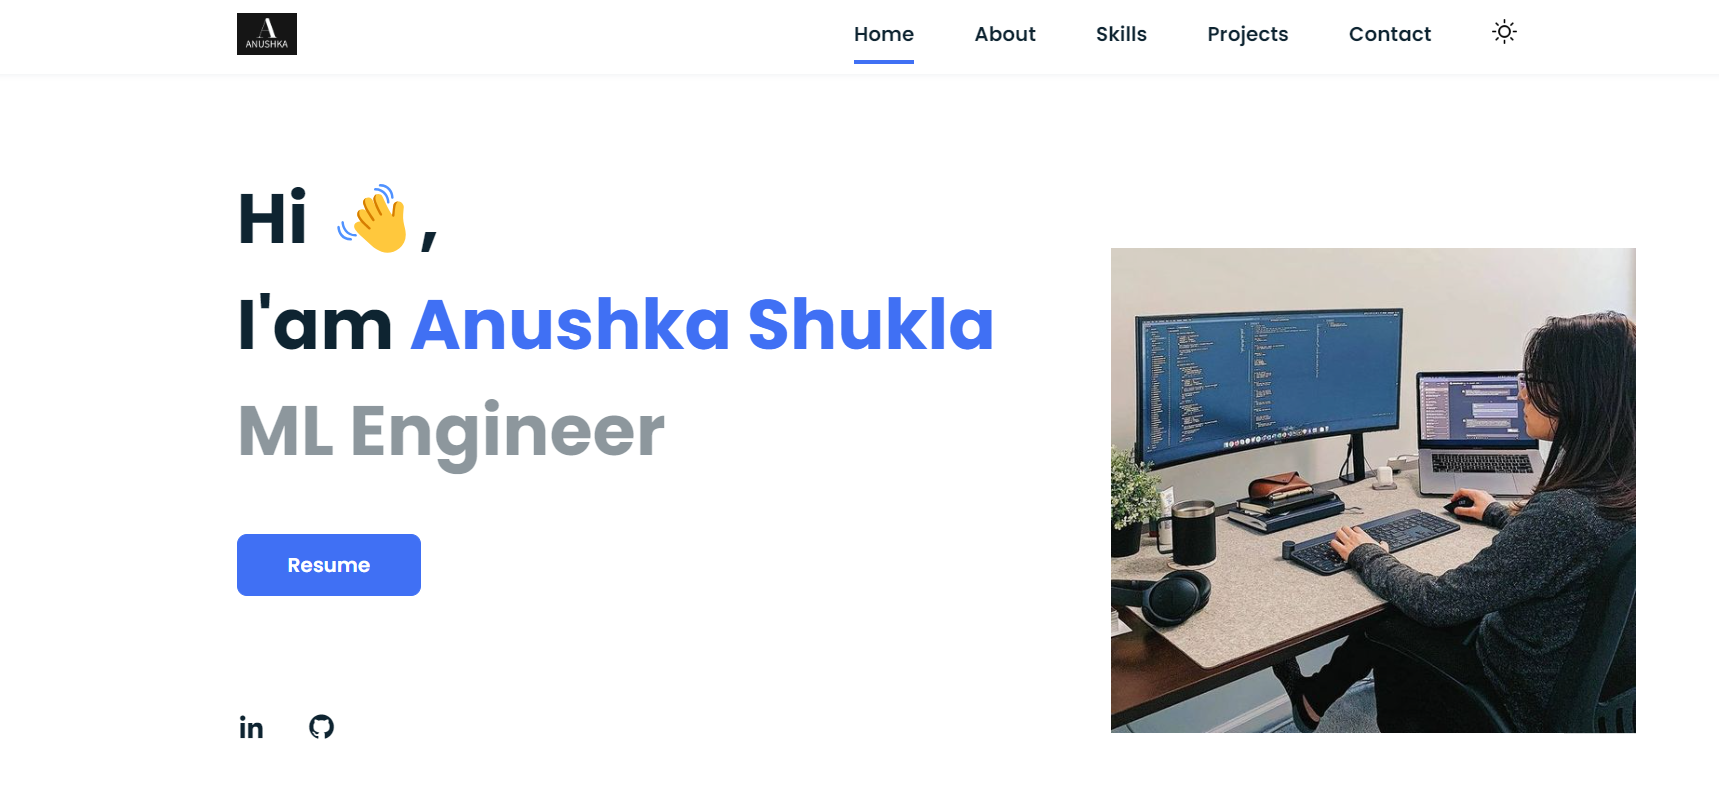 A
ANUSHKA
Home About Skills Projects Contact
Hi 👋,
I'am Anushka Shukla
ML Engineer
Resume
in